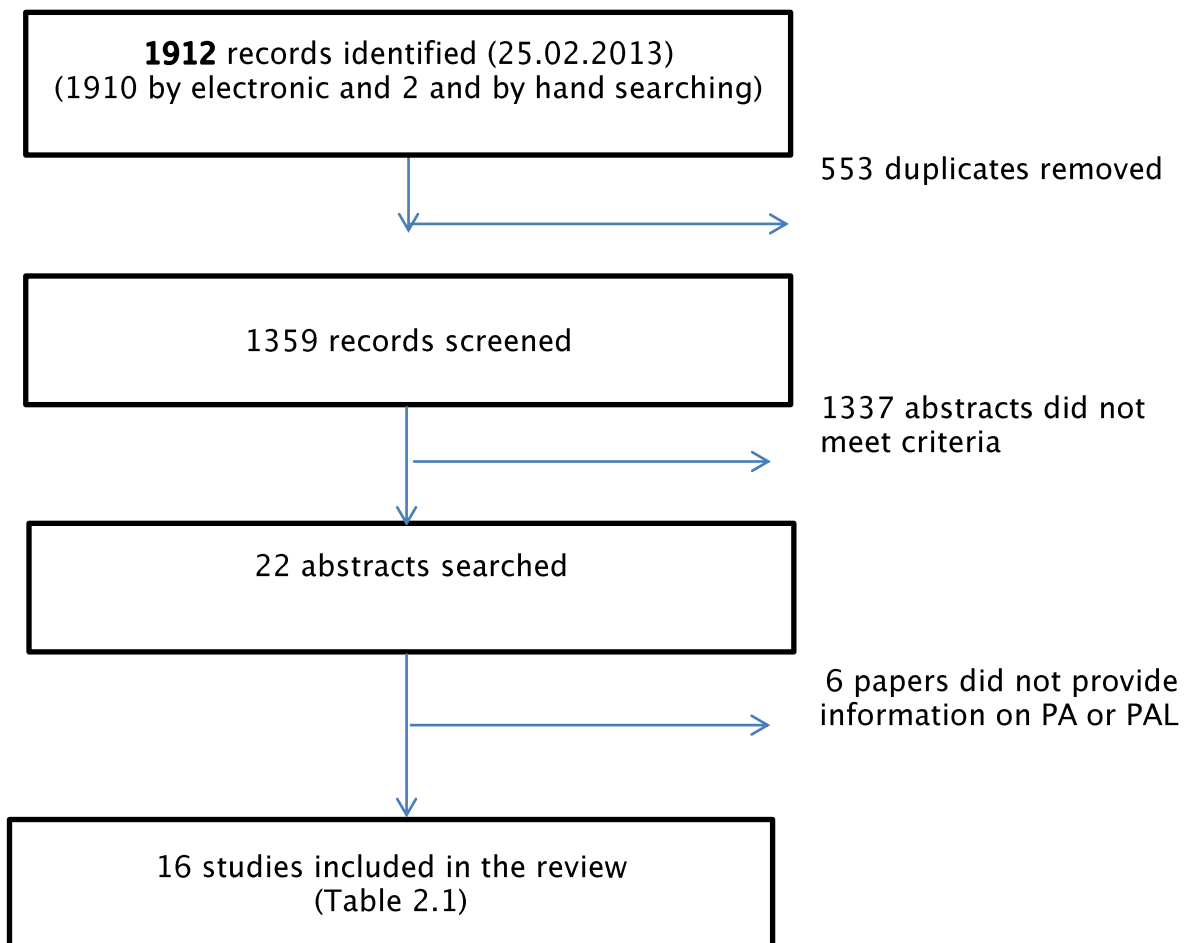 1912 records identified (25.02.2013)
(1910 by electronic and 2 and by hand searching)
553 duplicates removed
1359 records screened
1337 abstracts did not
meet criteria
22 abstracts searched
6 papers did not provide
information on PA or PAL
16 studies included in the review
(Table 2.1)